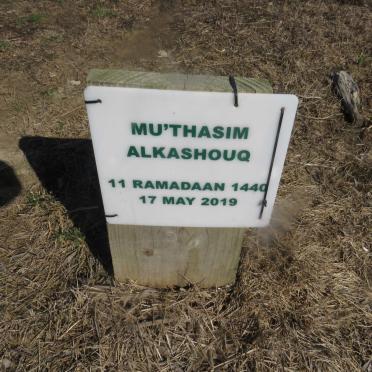 MU'THASIM
ALKASHOUQ
11 RAMADAAN 1440
17 MAY 2019